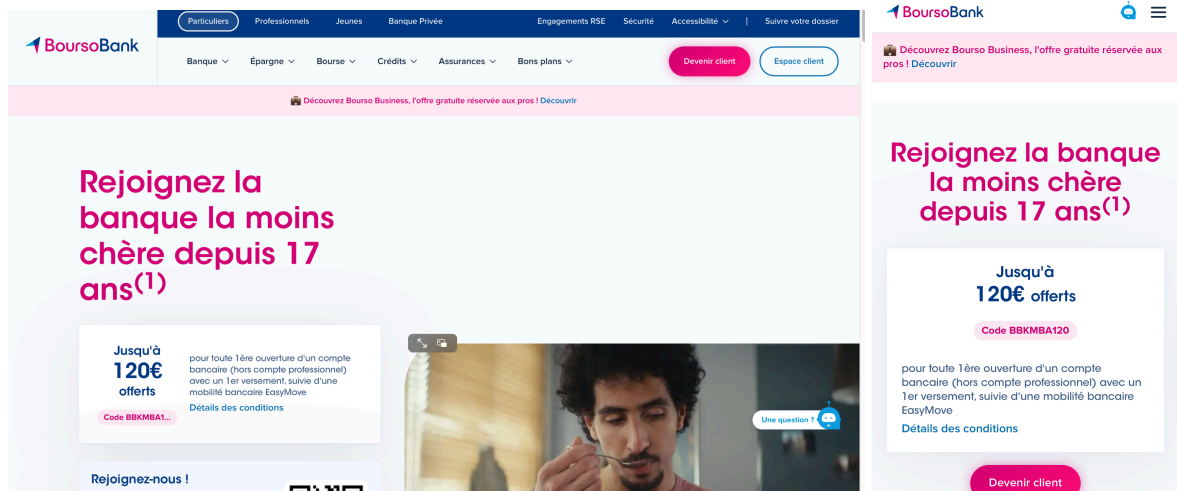 Particuliers Professionnels Jeunes Banque Privée Engagements RSE Sécurité Accessibilité | Suivre votre dossier
BoursoBank
Banque Épargne Bourse Crédits Assurances Bons plans Devenir client Espace client
💼 Découvrez Bourso Business, l'offre gratuite réservée aux pros ! Découvrir
Rejoignez la
banque la moins
chère depuis 17
ans(1)
Jusqu'à
120€
offerts
Code BBKMBA1...
pour toute 1ère ouverture d'un compte
bancaire (hors compte professionnel)
avec un 1er versement, suivie d'une
mobilité bancaire EasyMove
Détails des conditions
Une question ?
Rejoignez-nous !
BoursoBank
💼 Découvrez Bourso Business, l'offre gratuite réservée aux
pros ! Découvrir
Rejoignez la banque
la moins chère
depuis 17 ans(1)
Jusqu'à
120€ offerts
Code BBKMBA120
pour toute 1ère ouverture d'un compte
bancaire (hors compte professionnel) avec un
1er versement, suivie d'une mobilité bancaire
EasyMove
Détails des conditions
Devenir client